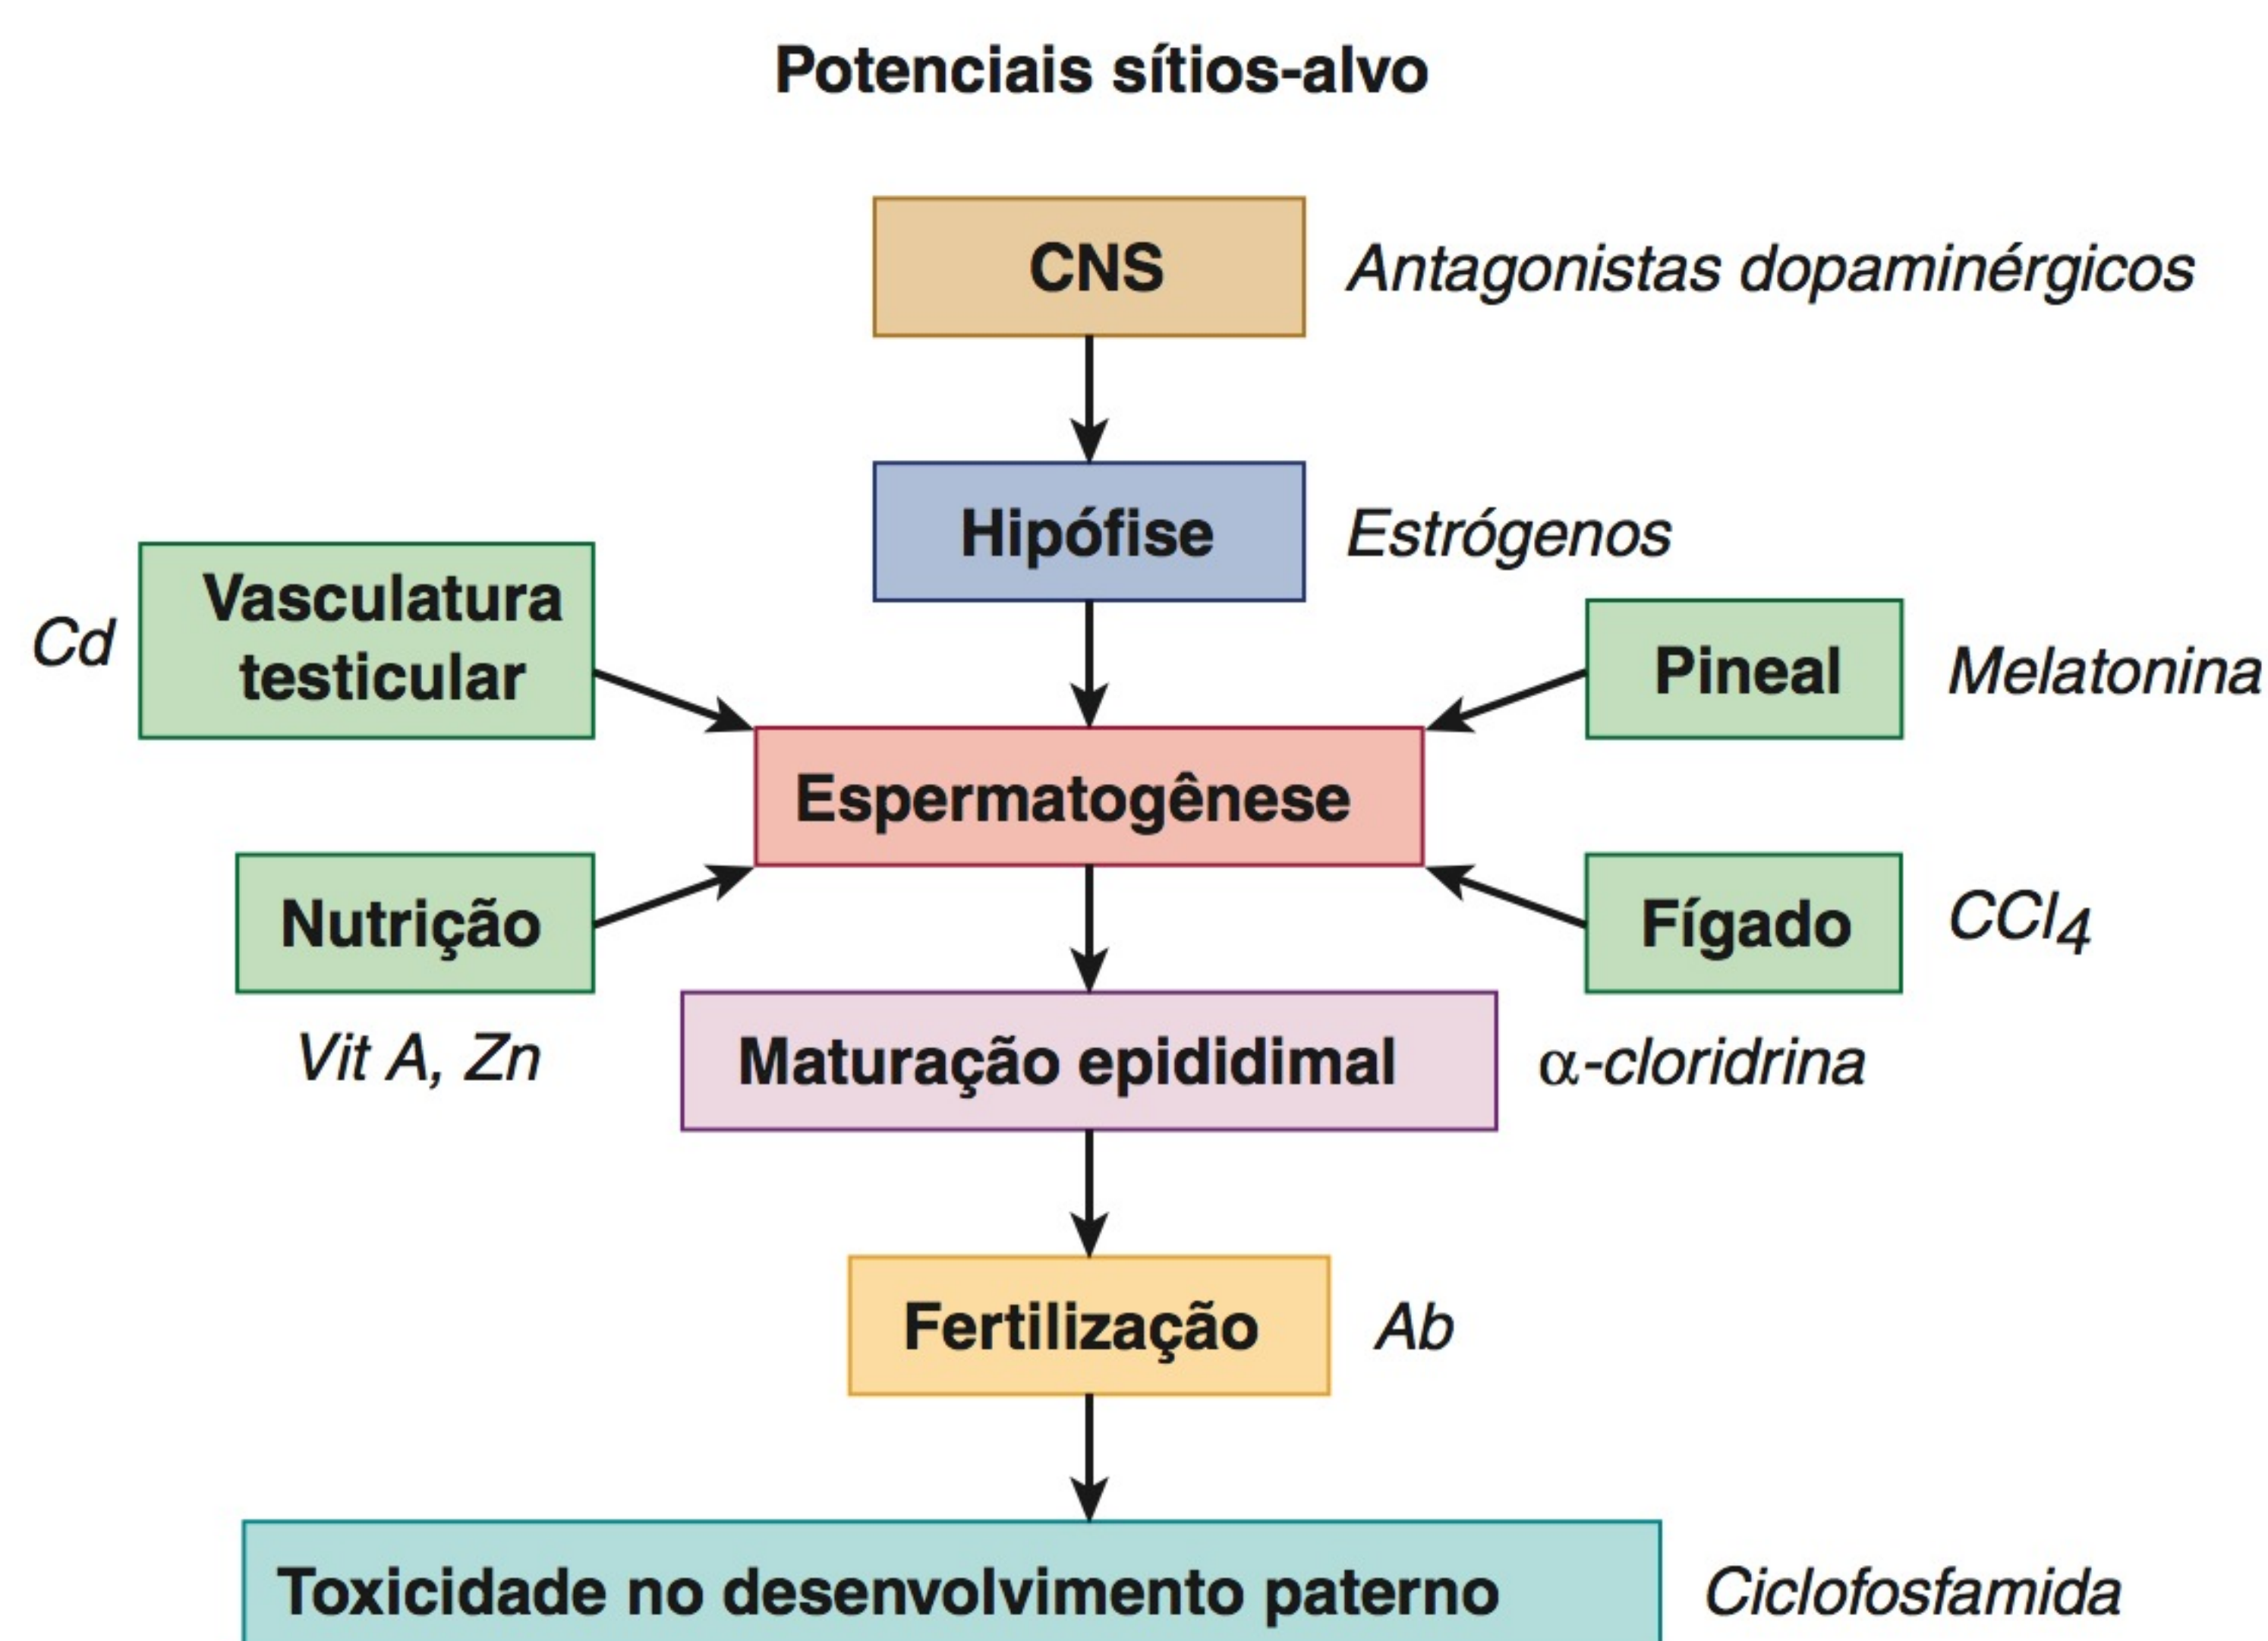 Potenciais sítios-alvo
CNS
Antagonistas dopaminérgicos
Hipófise
Estrógenos
Cd
Vasculatura
testicular
Pineal
Melatonina
Espermatogênese
Nutrição
Vit A, Zn
Fígado
CCl4
Maturação epididimal
α-cloridrina
Fertilização
Ab
Toxicidade no desenvolvimento paterno
Ciclofosfamida